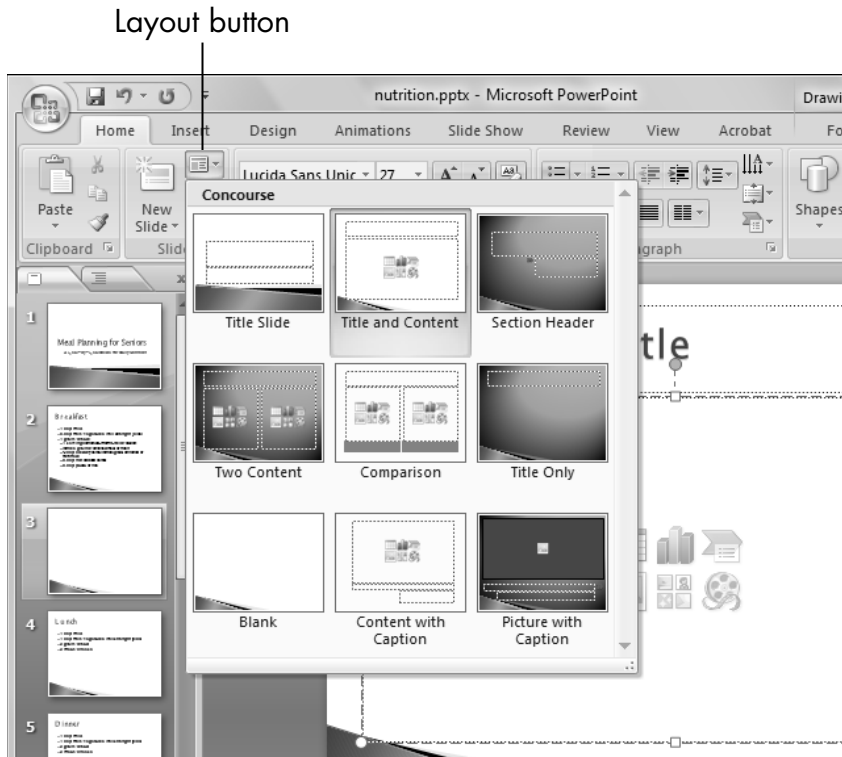 Layout button
nutrition.pptx - Microsoft PowerPoint
Drawi
Home Insert Design Animations Slide Show Review View Acrobat Fo
Lucida Sans Unic 27 A A Aa
Paste
New
Slide
Shapes
Clipboard Slid agraph
Concourse
Title Slide Title and Content Section Header
Two Content Comparison Title Only
Blank Content with
Caption Picture with
Caption
x
tle
1
Meal Planning for Seniors
2
Breakfast
3
4
Lunch
5
Dinner